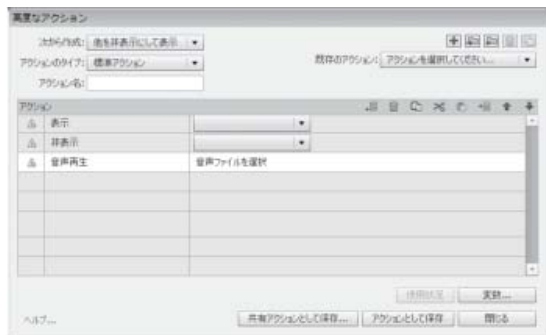 高度なアクション
次から作成: 他を非表示にして表示
アクションのタイプ: 標準アクション
既存のアクション: アクションを選択してください...
アクション名:
アクション
表示
非表示
音声再生 音声ファイルを選択
使用状況 変数...
ヘルプ... 共有アクションとして保存... アクションとして保存 閉じる